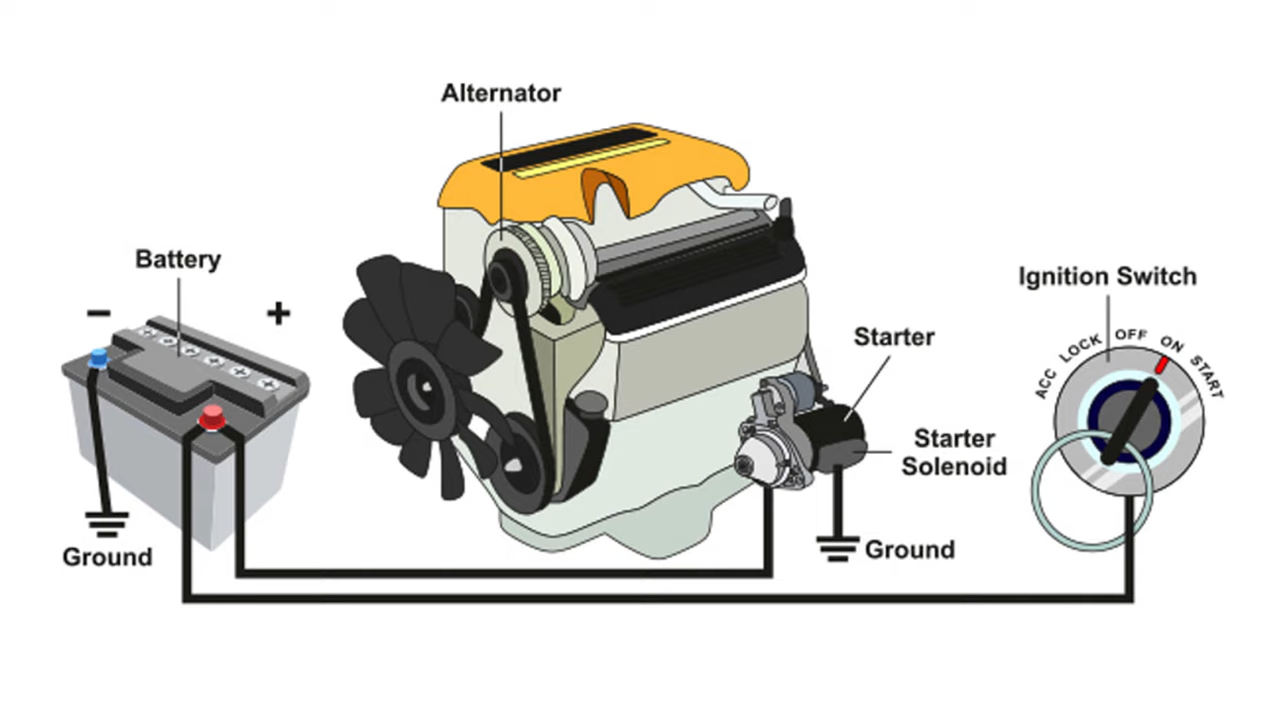 Alternator
Battery
−
+
Ignition Switch
ACC LOCK OFF ON START
Starter
Starter
Solenoid
Ground
Ground